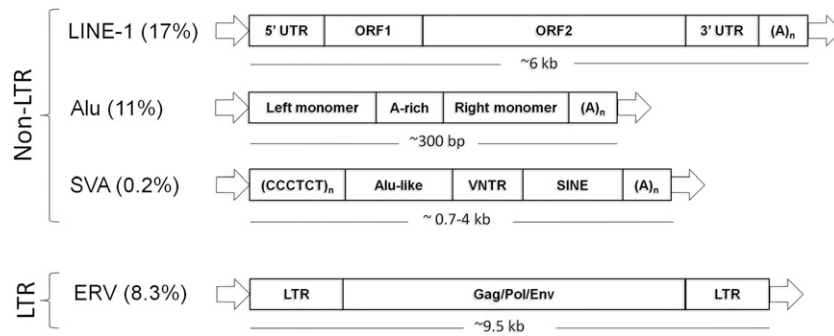 Non-LTR
LINE-1 (17%)
5' UTR ORF1 ORF2 3' UTR (A)n
~6 kb
Alu (11%)
Left monomer A-rich Right monomer (A)n
~300 bp
SVA (0.2%)
(CCCTCT)n Alu-like VNTR SINE (A)n
~ 0.7-4 kb
LTR
ERV (8.3%)
LTR Gag/Pol/Env LTR
~9.5 kb